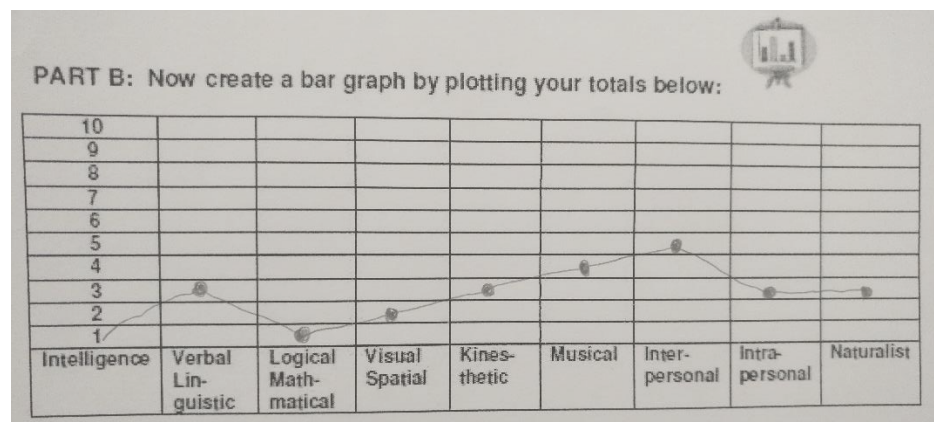 PART B: Now create a bar graph by plotting your totals below:
10
9
8
7
6
5
4
3
2
1
Intelligence
Verbal
Lin-
guistic
Logical
Math-
matical
Visual
Spatial
Kines-
thetic
Musical
Inter-
personal
Intra-
personal
Naturalist